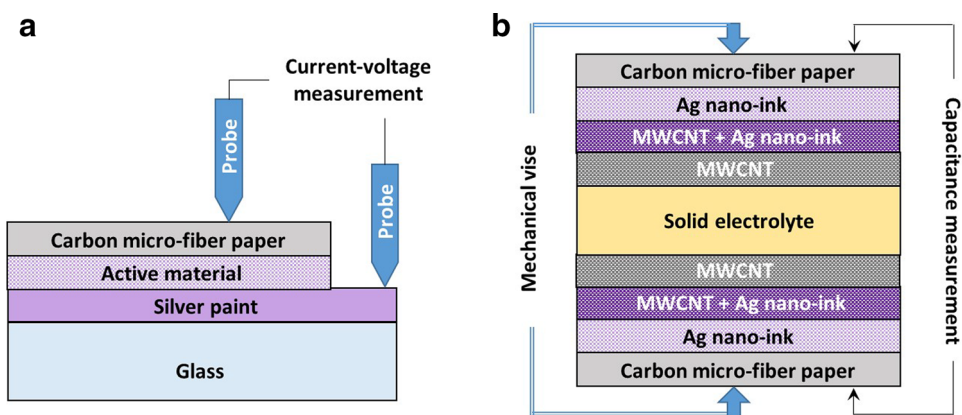 a
Current-voltage
measurement
Probe
Probe
Carbon micro-fiber paper
Active material
Silver paint
Glass
b
Mechanical vise
Carbon micro-fiber paper
Ag nano-ink
MWCNT + Ag nano-ink
MWCNT
Solid electrolyte
MWCNT
MWCNT + Ag nano-ink
Ag nano-ink
Carbon micro-fiber paper
Capacitance measurement